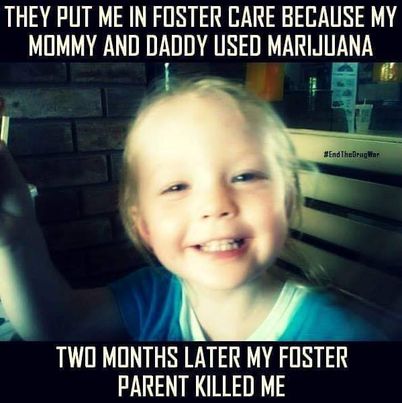 THEY PUT ME IN FOSTER CARE BECAUSE MY
MOMMY AND DADDY USED MARIJUANA
#EndTheDrugWar
TWO MONTHS LATER MY FOSTER
PARENT KILLED ME